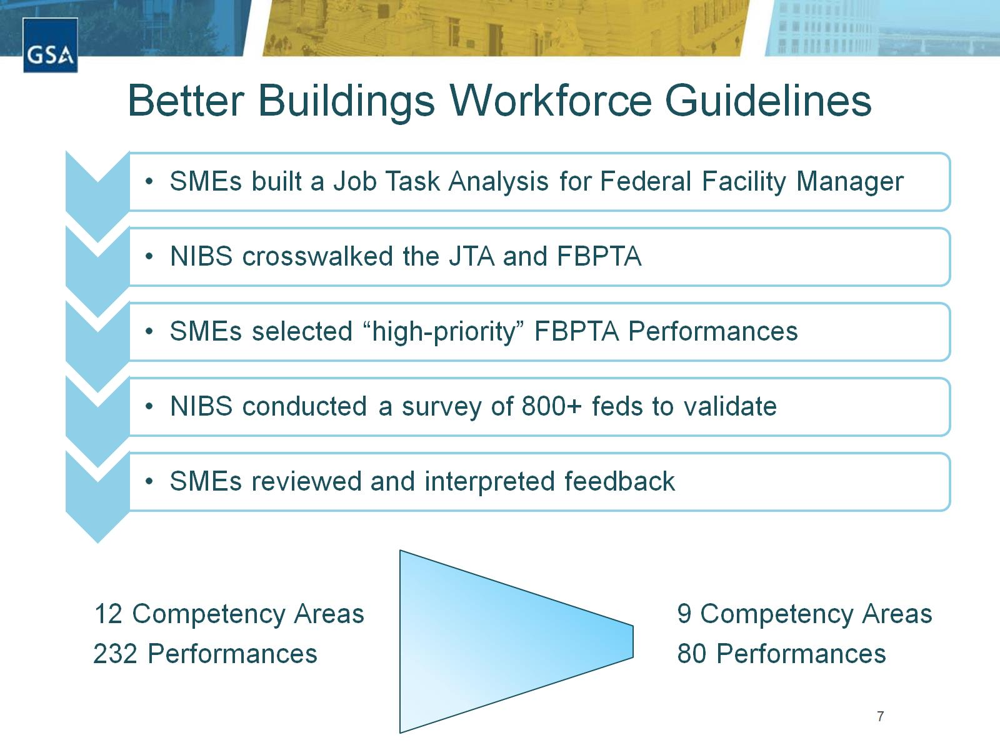 GSA
Better Buildings Workforce Guidelines
• SMEs built a Job Task Analysis for Federal Facility Manager
• NIBS crosswalked the JTA and FBPTA
• SMEs selected “high-priority” FBPTA Performances
• NIBS conducted a survey of 800+ feds to validate
• SMEs reviewed and interpreted feedback
12 Competency Areas
232 Performances
9 Competency Areas
80 Performances
7